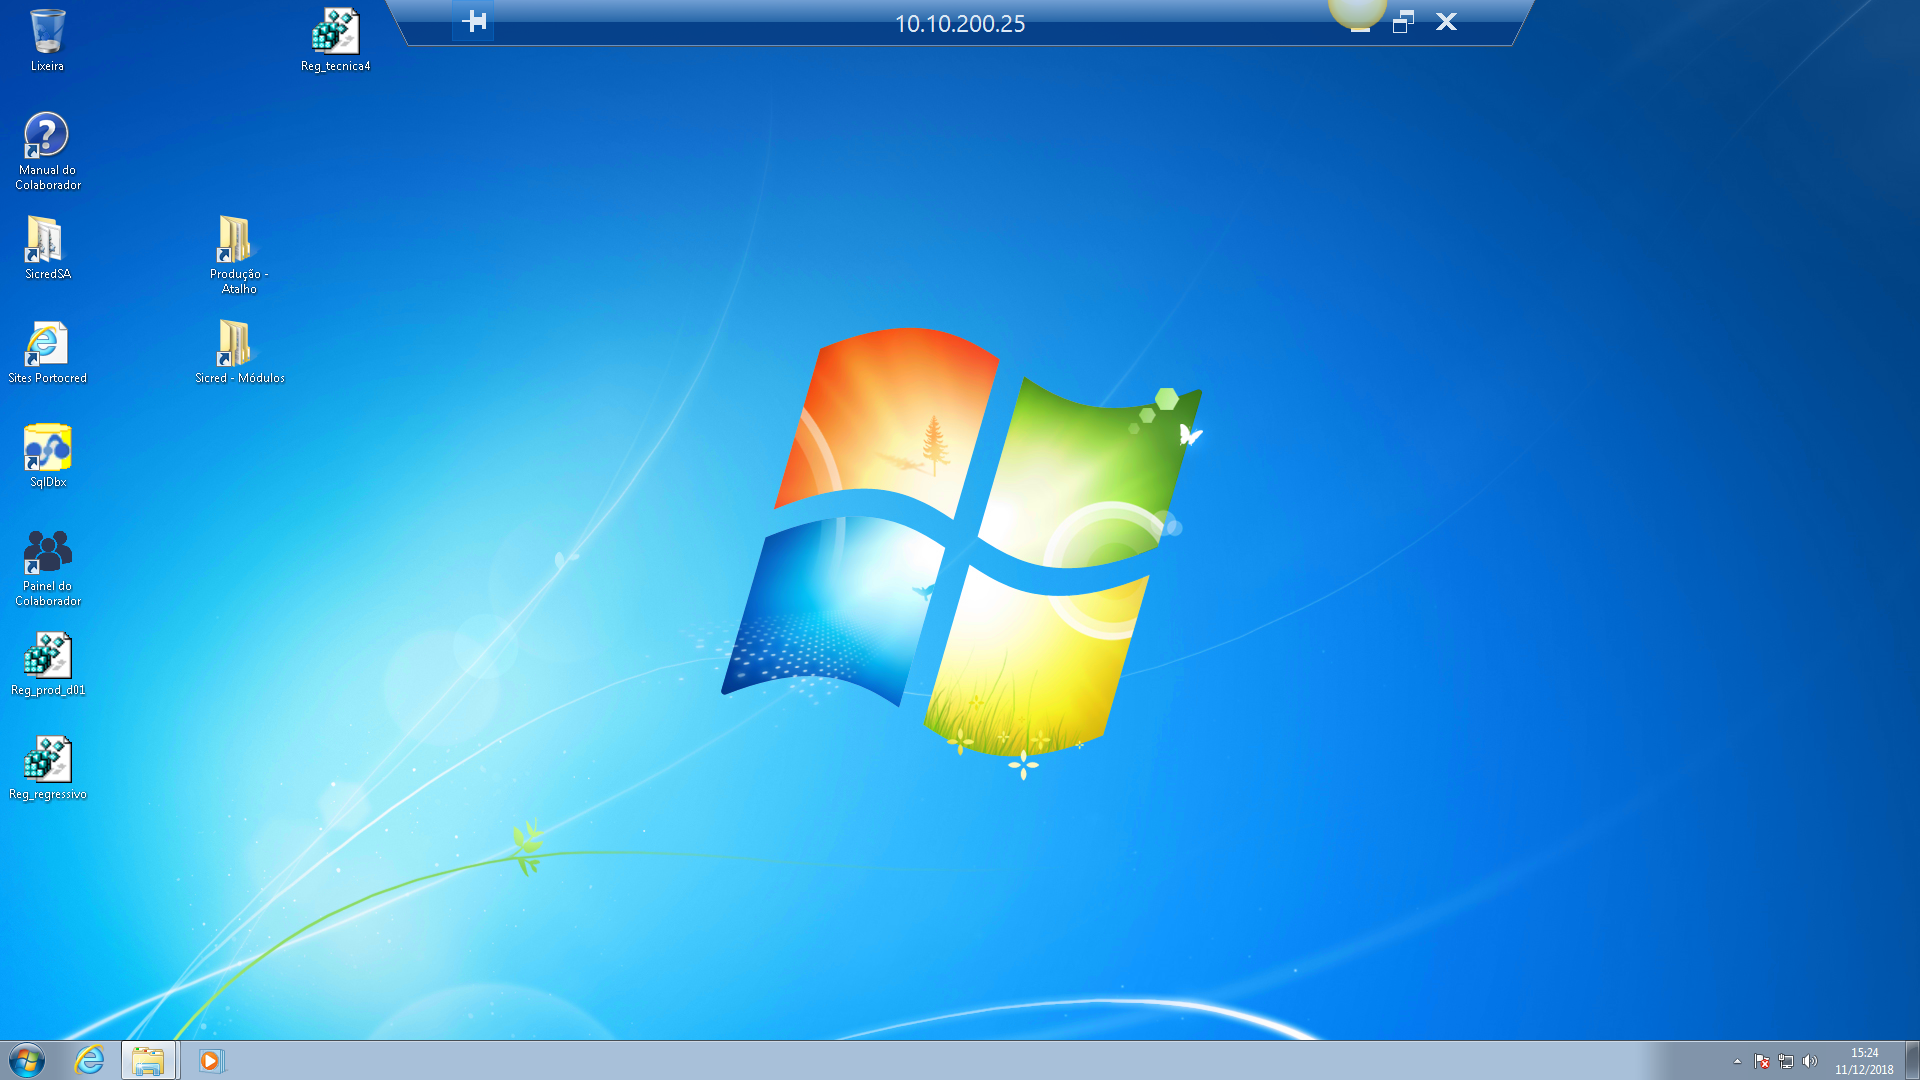 10.10.200.25
Lixeira
Reg_tecnica4
Manual do
Colaborador
SicredSA
Produção -
Atalho
Sites Portocred
Sicred - Módulos
SqlDbx
Painel do
Colaborador
Reg_prod_d01
Reg_regressivo
15:24
11/12/2018